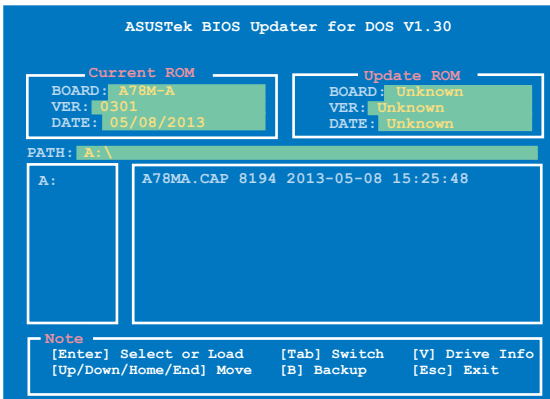 ASUSTek BIOS Updater for DOS V1.30
Current ROM
BOARD: A78M-A
VER: 0301
DATE: 05/08/2013
Update ROM
BOARD: Unknown
VER: Unknown
DATE: Unknown
PATH: A:\
A:
A78MA.CAP 8194 2013-05-08 15:25:48
Note
[Enter] Select or Load [Tab] Switch [V] Drive Info
[Up/Down/Home/End] Move [B] Backup [Esc] Exit